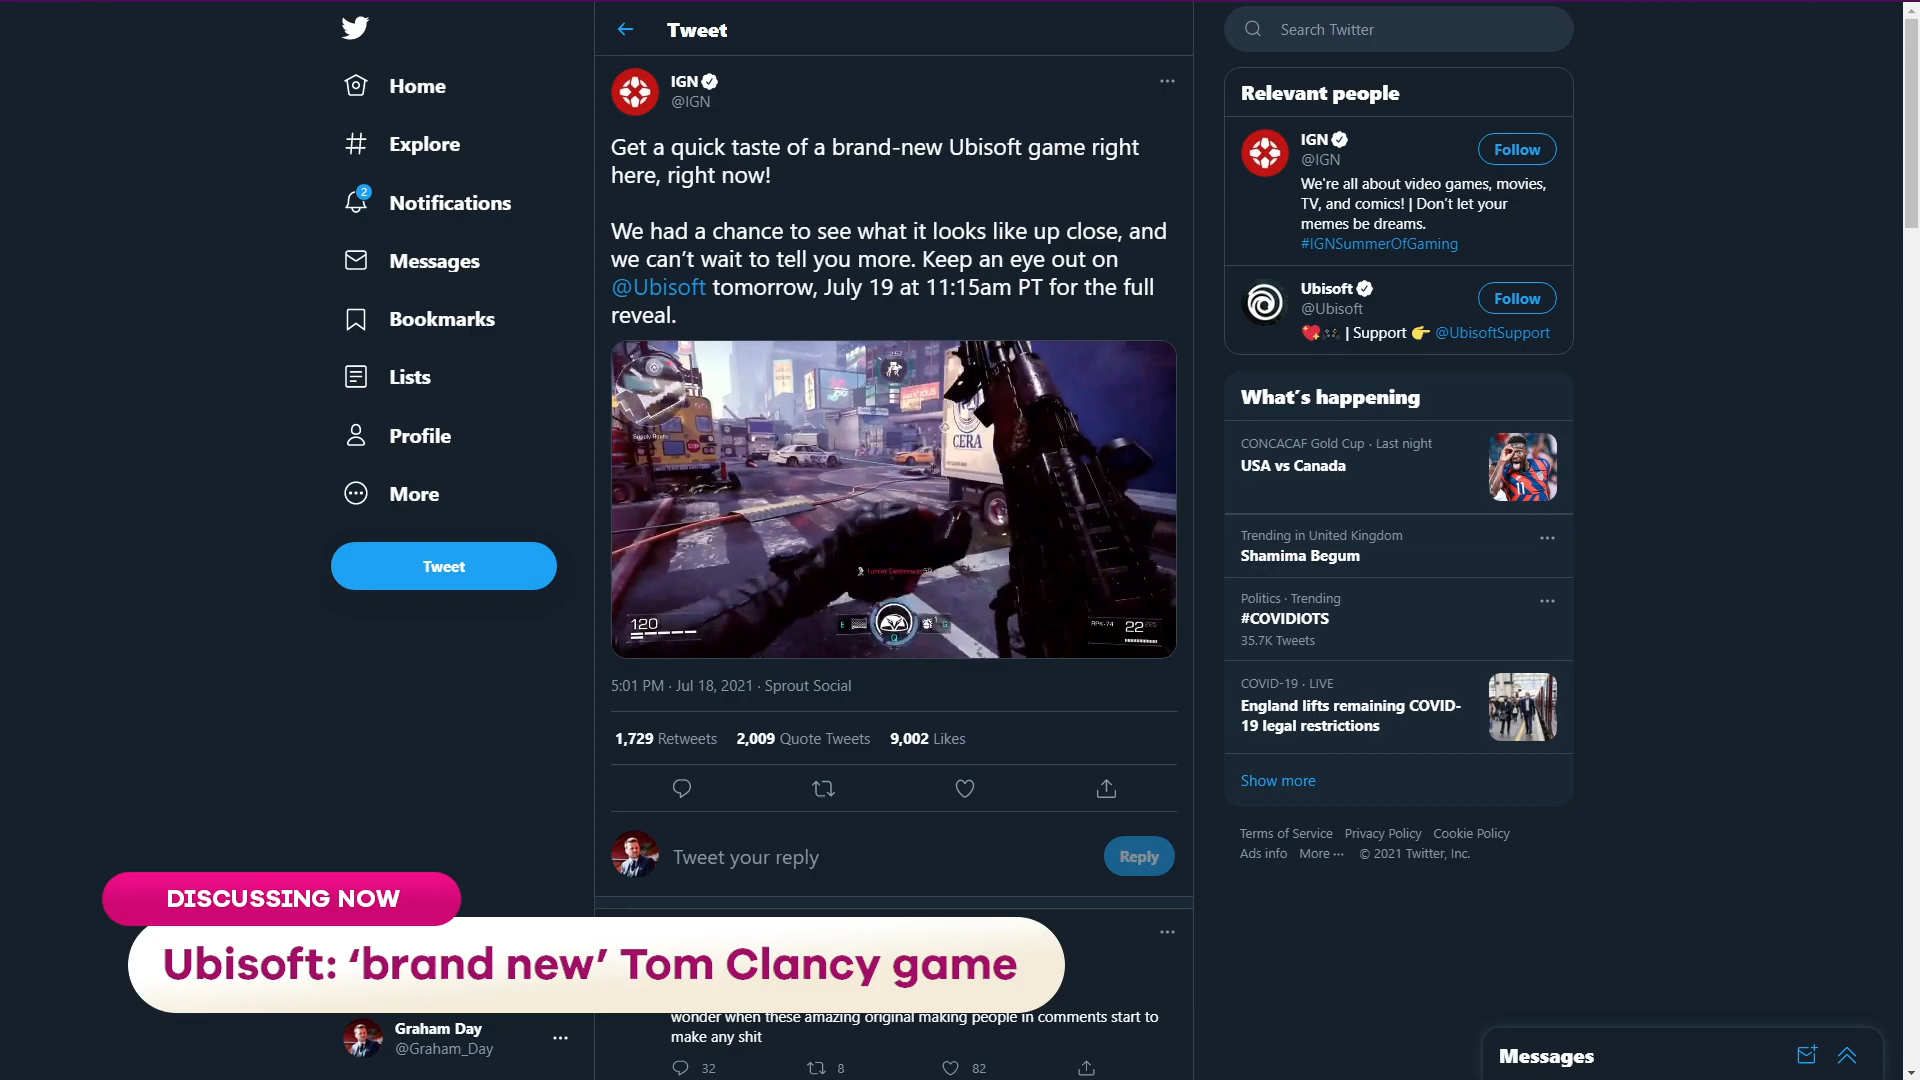 Home
Explore
2
Notifications
Messages
Bookmarks
Lists
Profile
More
Tweet
Graham Day
@Graham_Day
Tweet
IGN
@IGN
Get a quick taste of a brand-new Ubisoft game right
here, right now!
We had a chance to see what it looks like up close, and
we can't wait to tell you more. Keep an eye out on
@Ubisoft tomorrow, July 19 at 11:15am PT for the full
reveal.
2:57
Supply Route
CERA
120
E
Q
G
RPK-74
22
5:01 PM · Jul 18, 2021 · Sprout Social
1,729 Retweets 2,009 Quote Tweets 9,002 Likes
Tweet your reply
Reply
wonder when these amazing original making people in comments start to
make any shit
32
8
82
DISCUSSING NOW
Ubisoft: ‘brand new’ Tom Clancy game
Search Twitter
Relevant people
IGN
@IGN
Follow
We're all about video games, movies,
TV, and comics! | Don't let your
memes be dreams.
#IGNSummerOfGaming
Ubisoft
@Ubisoft
Follow
| Support @UbisoftSupport
What's happening
CONCACAF Gold Cup · Last night
USA vs Canada
Trending in United Kingdom
Shamima Begum
Politics · Trending
#COVIDIOTS
35.7K Tweets
COVID-19 · LIVE
England lifts remaining COVID-
19 legal restrictions
Show more
Terms of Service Privacy Policy Cookie Policy
Ads info More ··· © 2021 Twitter, Inc.
Messages